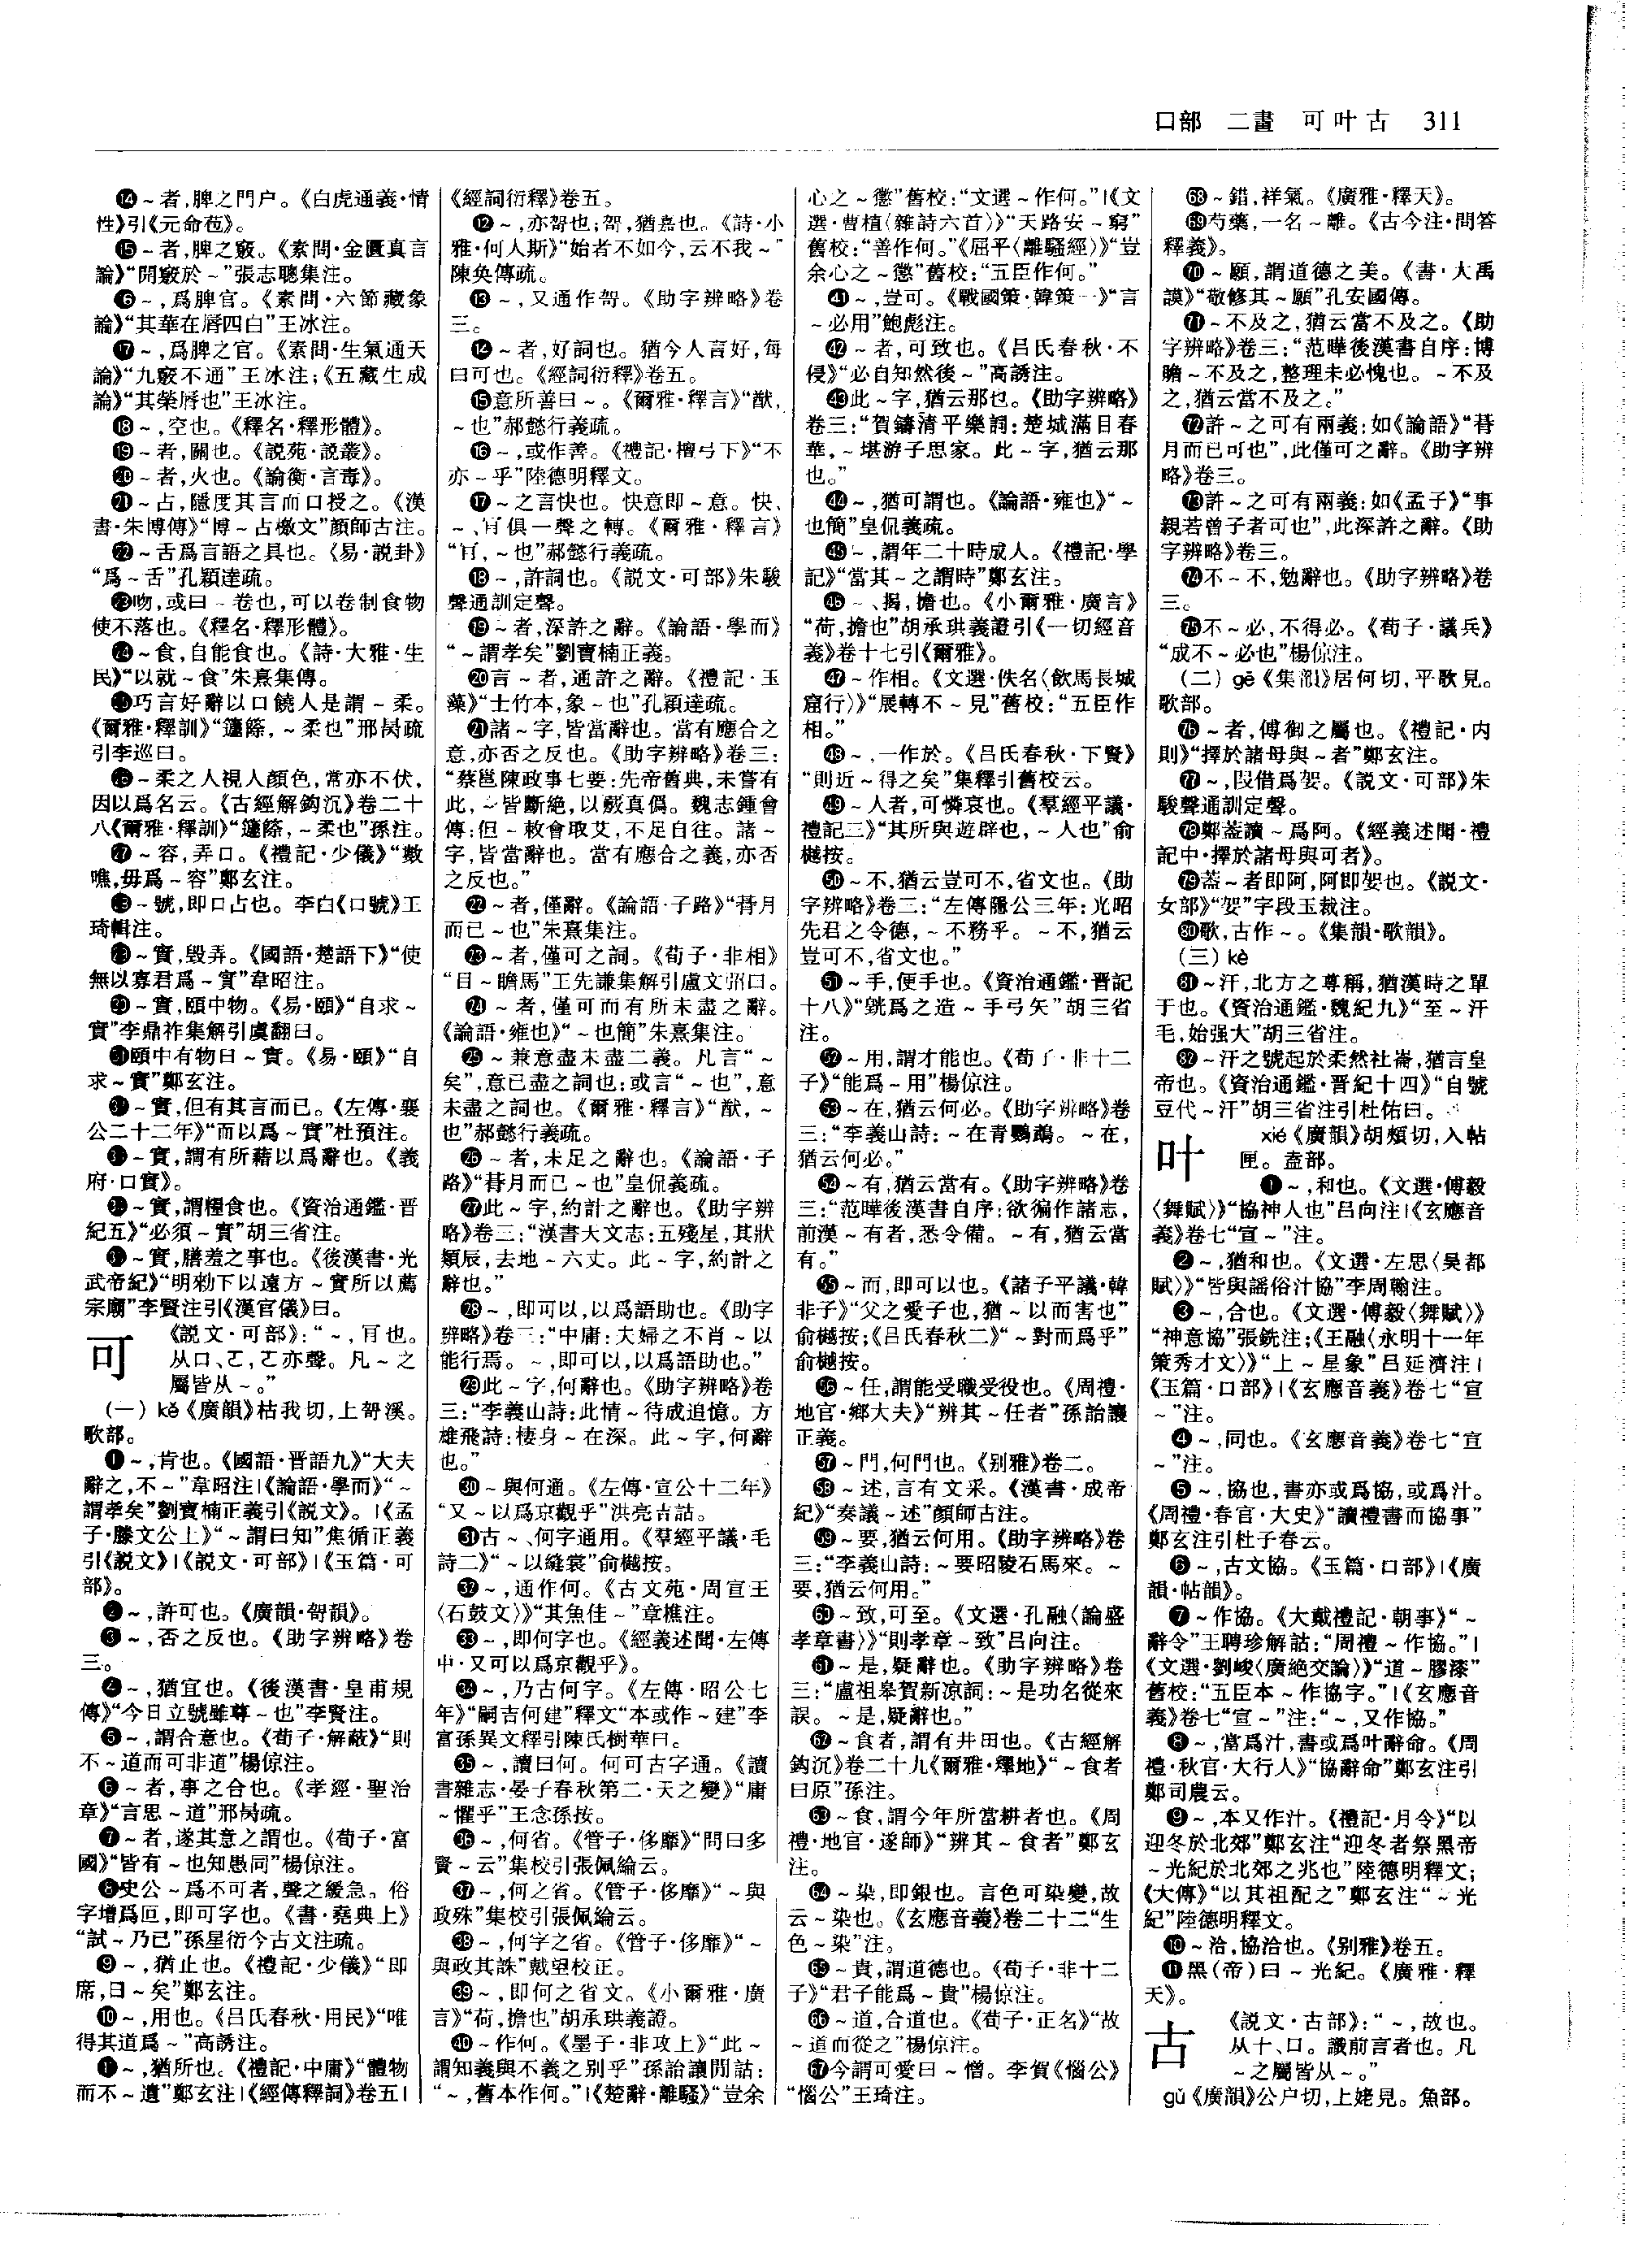 口部 二畫 可叶古 311
⓮～者,脾之門户。《白虎通義·情
性》引《元命苞》。
⓯～者,脾之竅。《素問·金匱真言
論》“開竅於～”張志聰集注。
⓰～,爲脾官。《素問·六節藏象
論》“其華在脣四白”王冰注。
⓱～,爲脾之官。《素問·生氣通天
論》“九竅不通”王冰注;《五藏生成
論》“其榮脣也”王冰注。
⓲～,空也。《釋名·釋形體》。
⓳～者,關也。《説苑·説叢》。
⓴～者,火也。《論衡·言毒》。
㉑～占,隱度其言而口授之。《漢
書·朱博傳》“博～占檄文”顔師古注。
㉒～舌爲言語之具也。《易·説卦》
“爲～舌”孔穎達疏。
㉓吻,或曰～卷也,可以卷制食物
使不落也。《釋名·釋形體》。
㉔～食,自能食也。《詩·大雅·生
民》“以就～食”朱熹集傳。
㉕巧言好辭以口饒人是謂～柔。
《爾雅·釋訓》“籧篨,～柔也”邢昺疏
引李巡曰。
㉖～柔之人視人顔色,常亦不伏,
因以爲名云。《古經解鈎沉》卷二十
八《爾雅·釋訓》“籧篨,～柔也”孫注。
㉗～容,弄口。《禮記·少儀》“數
噍,毋爲～容”鄭玄注。
㉘～號,即口占也。李白《口號》王
琦輯注。
㉙～實,毁弄。《國語·楚語下》“使
無以寡君爲～實”韋昭注。
㉚～實,頤中物。《易·頤》“自求～
實”李鼎祚集解引虞翻曰。
㉛頤中有物曰～實。《易·頤》“自
求～實”鄭玄注。
㉜～實,但有其言而已。《左傳·襄
公二十二年》“而以爲～實”杜預注。
㉝～實,謂有所藉以爲辭也。《義
府·口實》。
㉞～實,謂糧食也。《資治通鑑·晋
紀五》“必須～實”胡三省注。
㉟～實,膳羞之事也。《後漢書·光
武帝紀》“明勑下以遠方～實所以薦
宗廟”李賢注引《漢官儀》曰。
可
《説文·可部》:“～,肎也。
从口、𠀀,𠀀亦聲。凡～之
屬皆从～。”
(一) kě《廣韻》枯我切,上哿溪。
歌部。
❶～,肯也。《國語·晋語九》“大夫
辭之,不～”韋昭注|《論語·學而》“～
謂孝矣”劉寶楠正義引《説文》。|《孟
子·滕文公上》“～謂曰知”焦循正義
引《説文》|《説文·可部》|《玉篇·可
部》。
❷～,許可也。《廣韻·哿韻》。
❸～,否之反也。《助字辨略》卷
三。
❹～,猶宜也。《後漢書·皇甫規
傳》“今日立號雖尊～也”李賢注。
❺～,謂合意也。《荀子·解蔽》“則
不～道而可非道”楊倞注。
❻～者,事之合也。《孝經·聖治
章》“言思～道”邢昺疏。
❼～者,遂其意之謂也。《荀子·富
國》“皆有～也知愚同”楊倞注。
❽史公～爲不可者,聲之緩急。俗
字增爲叵,即可字也。《書·堯典上》
“試～乃已”孫星衍今古文注疏。
❾～,猶止也。《禮記·少儀》“即
席,曰～矣”鄭玄注。
❿～,用也。《吕氏春秋·用民》“唯
得其道爲～”高誘注。
⓫～,猶所也。《禮記·中庸》“體物
而不～遺”鄭玄注|《經傳釋詞》卷五|
《經詞衍釋》卷五。
⓬～,亦哿也;哿,猶嘉也。《詩·小
雅·何人斯》“始者不如今,云不我～”
陳奂傳疏。
⓭～,又通作哿。《助字辨略》卷
三。
⓮～者,好詞也。猶今人言好,每
曰可也。《經詞衍釋》卷五。
⓯意所善曰～。《爾雅·釋言》“猷,
～也”郝懿行義疏。
⓰～,或作善。《禮記·檀弓下》“不
亦～乎”陸德明釋文。
⓱～之言快也。快意即～意。快、
～、肎俱一聲之轉。《爾雅·釋言》
“肎,～也”郝懿行義疏。
⓲～,許詞也。《説文·可部》朱駿
聲通訓定聲。
⓳～者,深許之辭。《論語·學而》
“～謂孝矣”劉寶楠正義。
⓴言～者,通許之辭。《禮記·玉
藻》“士竹本,象～也”孔穎達疏。
㉑諸～字,皆當辭也。當有應合之
意,亦否之反也。《助字辨略》卷三:
“蔡邕陳政事七要:先帝舊典,未嘗有
此,～皆斷絶,以覈真僞。魏志鍾會
傳:但～敕會取艾,不足自往。諸～
字,皆當辭也。當有應合之義,亦否
之反也。”
㉒～者,僅辭。《論語·子路》“朞月
而已～也”朱熹集注。
㉓～者,僅可之詞。《荀子·非相》
“目～瞻馬”王先謙集解引盧文弨曰。
㉔～者,僅可而有所未盡之辭。
《論語·雍也》“～也簡”朱熹集注。
㉕～兼意盡未盡二義。凡言“～
矣”,意已盡之詞也;或言“～也”,意
未盡之詞也。《爾雅·釋言》“猷,～
也”郝懿行義疏。
㉖～者,未足之辭也。《論語·子
路》“朞月而已～也”皇侃義疏。
㉗此～字,約計之辭也。《助字辨
略》卷三:“漢書天文志:五殘星,其狀
類辰,去地～六丈。此～字,約計之
辭也。”
㉘～,即可以,以爲語助也。《助字
辨略》卷三:“中庸:夫婦之不肖～以
能行焉。～,即可以,以爲語助也。”
㉙此～字,何辭也。《助字辨略》卷
三:“李義山詩:此情～待成追憶。方
雄飛詩:棲身～在深。此～字,何辭
也。”
㉚～與何通。《左傳·宣公十二年》
“又～以爲京觀乎”洪亮吉詁。
㉛古～、何字通用。《羣經平議·毛
詩二》“～以縫裳”俞樾按。
㉜～,通作何。《古文苑·周宣王
〈石鼓文〉》“其魚佳～”章樵注。
㉝～,即何字也。《經義述聞·左傳
中·又可以爲京觀乎》。
㉞～,乃古何字。《左傳·昭公七
年》“嗣吉何建”釋文“本或作～建”李
富孫異文釋引陳氏樹華曰。
㉟～,讀曰何。何可古字通。《讀
書雜志·晏子春秋第二·天之變》“庸
～懼乎”王念孫按。
㊱～,何省。《管子·侈靡》“問曰多
賢～云”集校引張佩綸云。
㊲～,何之省。《管子·侈靡》“～與
政殊”集校引張佩綸云。
㊳～,何字之省。《管子·侈靡》“～
與政其誅”戴望校正。
㊴～,即何之省文。《小爾雅·廣
言》“荷,擔也”胡承珙義證。
㊵～作何。《墨子·非攻上》“此～
謂知義與不義之别乎”孫詒讓閒詁:
“～,舊本作何。”|《楚辭·離騷》“豈余
心之～懲”舊校:“文選～作何。”|《文
選·曹植〈雜詩六首〉》“天路安～窮”
舊校:“善作何。”《屈平〈離騷經〉》“豈
余心之～懲”舊校:“五臣作何。”
㊶～,豈可。《戰國策·韓策一》“言
～必用”鮑彪注。
㊷～者,可致也。《吕氏春秋·不
侵》“必自知然後～”高誘注。
㊸此～字,猶云那也。《助字辨略》
卷三:“賀鑄清平樂詞:楚城滿目春
華,～堪游子思家。此～字,猶云那
也。”
㊹～,猶可謂也。《論語·雍也》“～
也簡”皇侃義疏。
㊺～,謂年二十時成人。《禮記·學
記》“當其～之謂時”鄭玄注。
㊻～、揭,擔也。《小爾雅·廣言》
“荷,擔也”胡承珙義證引《一切經音
義》卷十七引《爾雅》。
㊼～作相。《文選·佚名〈飲馬長城
窟行〉》“展轉不～見”舊校:“五臣作
相。”
㊽～,一作於。《吕氏春秋·下賢》
“則近～得之矣”集釋引舊校云。
㊾～人者,可憐哀也。《羣經平議·
禮記三》“其所與遊辟也,～人也”俞
樾按。
㊿～不,猶云豈可不,省文也。《助
字辨略》卷三:“左傳隱公三年:光昭
先君之令德,～不務乎。～不,猶云
豈可不,省文也。”
51～手,便手也。《資治通鑑·晋紀
十八》“虓爲之造～手弓矢”胡三省
注。
52～用,謂才能也。《荀子·非十二
子》“能爲～用”楊倞注。
53～在,猶云何必。《助字辨略》卷
三:“李義山詩:～在青鸚鵡。～在,
猶云何必。”
54～有,猶云當有。《助字辨略》卷
三:“范曄後漢書自序:欲徧作諸志,
前漢～有者,悉令備。～有,猶云當
有。”
55～而,即可以也。《諸子平議·韓
非子》“父之愛子也,猶～以而害也”
俞樾按;《吕氏春秋二》“～對而爲乎”
俞樾按。
56～任,謂能受職受役也。《周禮·
地官·鄉大夫》“辨其～任者”孫詒讓
正義。
57～門,何門也。《别雅》卷二。
58～述,言有文采。《漢書·成帝
紀》“奏議～述”顔師古注。
59～要,猶云何用。《助字辨略》卷
三:“李義山詩:～要昭陵石馬來。～
要,猶云何用。”
60～致,可至。《文選·孔融〈論盛
孝章書〉》“則孝章～致”吕向注。
61～是,疑辭也。《助字辨略》卷
三:“盧祖皋賀新凉詞:～是功名從來
誤。～是,疑辭也。”
62～食者,謂有井田也。《古經解
鈎沉》卷二十九《爾雅·釋地》“～食者
曰原”孫注。
63～食,謂今年所當耕者也。《周
禮·地官·遂師》“辨其～食者”鄭玄
注。
64～染,即銀也。言色可染變,故
云～染也。《玄應音義》卷二十二“生
色～染”注。
65～貴,謂道德也。《荀子·非十二
子》“君子能爲～貴”楊倞注。
66～道,合道也。《荀子·正名》“故
～道而從之”楊倞注。
67今謂可愛曰～憎。李賀《惱公》
“惱公”王琦注。
68～錯,祥氣。《廣雅·釋天》。
69芍藥,一名～離。《古今注·問答
釋義》。
70～願,謂道德之美。《書·大禹
謨》“敬修其～願”孔安國傳。
71～不及之,猶云當不及之。《助
字辨略》卷三:“范曄後漢書自序:博
贍～不及之,整理未必愧也。～不及
之,猶云當不及之。”
72許～之可有兩義:如《論語》“朞
月而已可也”,此僅可之辭。《助字辨
略》卷三。
73許～之可有兩義:如《孟子》“事
親若曾子者可也”,此深許之辭。《助
字辨略》卷三。
74不～不,勉辭也。《助字辨略》卷
三。
75不～必,不得必。《荀子·議兵》
“成不～必也”楊倞注。
(二) gē《集韻》居何切,平歌見。
歌部。
76～者,傅御之屬也。《禮記·内
則》“擇於諸母與～者”鄭玄注。
77～,叚借爲妿。《説文·可部》朱
駿聲通訓定聲。
78鄭葢讀～爲阿。《經義述聞·禮
記中·擇於諸母與可者》。
79葢～者即阿,阿即妿也。《説文·
女部》“妿”字段玉裁注。
80歌,古作～。《集韻·歌韻》。
(三) kè
81～汗,北方之尊稱,猶漢時之單
于也。《資治通鑑·魏紀九》“至～汗
毛,始强大”胡三省注。
82～汗之號起於柔然社崙,猶言皇
帝也。《資治通鑑·晋紀十四》“自號
豆代～汗”胡三省注引杜佑曰。
叶
xié《廣韻》胡頰切,入帖
匣。盍部。
❶～,和也。《文選·傅毅
〈舞賦〉》“協神人也”吕向注|《玄應音
義》卷七“宣～”注。
❷～,猶和也。《文選·左思〈吴都
賦〉》“皆與謡俗汁協”李周翰注。
❸～,合也。《文選·傅毅〈舞賦〉》
“神意協”張銑注;《王融〈永明十一年
策秀才文〉》“上～星象”吕延濟注|
《玉篇·口部》|《玄應音義》卷七“宣
～”注。
❹～,同也。《玄應音義》卷七“宣
～”注。
❺～,協也,書亦或爲協,或爲汁。
《周禮·春官·大史》“讀禮書而協事”
鄭玄注引杜子春云。
❻～,古文協。《玉篇·口部》|《廣
韻·帖韻》。
❼～作協。《大戴禮記·朝事》“～
辭令”王聘珍解詁:“周禮～作協。”|
《文選·劉峻〈廣絶交論〉》“道～膠漆”
舊校:“五臣本～作協字。”|《玄應音
義》卷七“宣～”注:“～,又作協。”
❽～,當爲汁,書或爲叶辭命。《周
禮·秋官·大行人》“協辭命”鄭玄注引
鄭司農云。
❾～,本又作汁。《禮記·月令》“以
迎冬於北郊”鄭玄注“迎冬者祭黑帝
～光紀於北郊之兆也”陸德明釋文;
《大傳》“以其祖配之”鄭玄注“～光
紀”陸德明釋文。
❿～洽,協洽也。《别雅》卷五。
⓫黑(帝)曰～光紀。《廣雅·釋
天》。
古
《説文·古部》:“～,故也。
从十、口。識前言者也。凡
～之屬皆从～。”
gǔ《廣韻》公户切,上姥見。魚部。